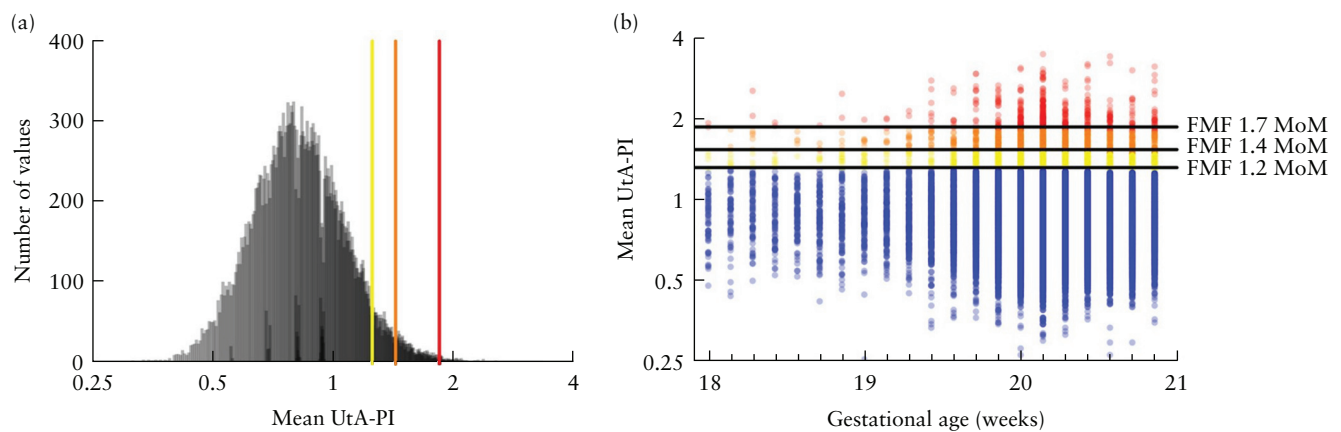 (a)
400
300
200
100
0
Number of values
0.25 0.5 1 2 4
Mean UtA-PI
(b)
4
2
1
0.5
0.25
Mean UtA-PI
FMF 1.7 MoM
FMF 1.4 MoM
FMF 1.2 MoM
18 19 20 21
Gestational age (weeks)